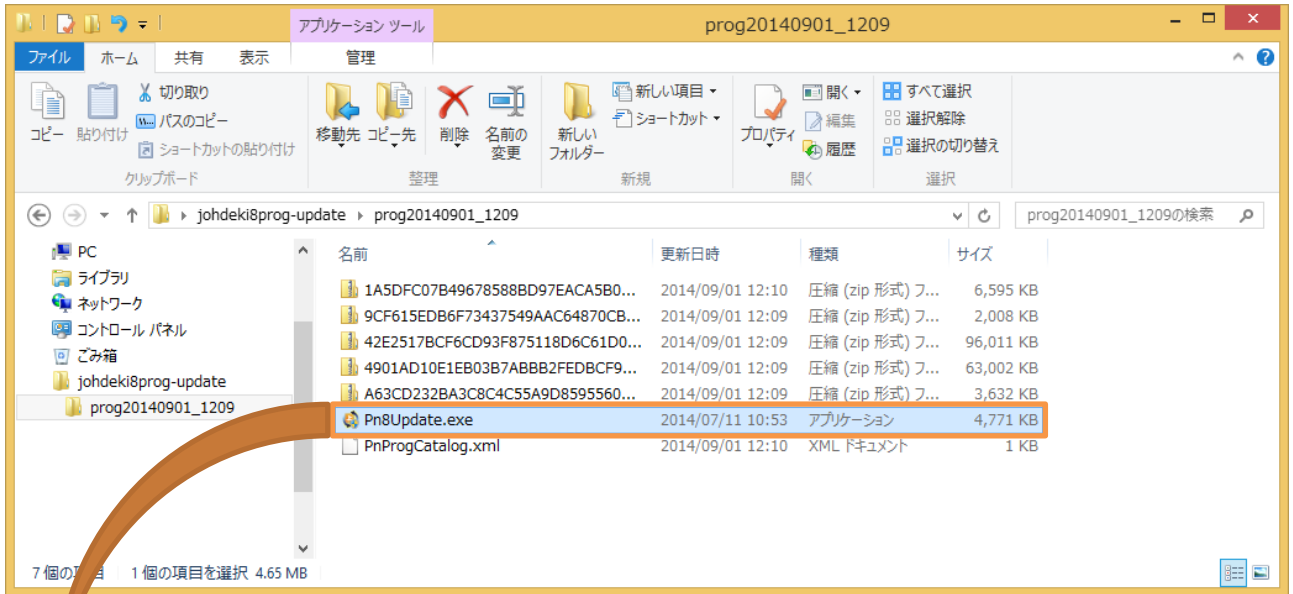 アプリケーション ツール
prog20140901_1209
ファイル ホーム 共有 表示 管理
コピー 貼り付け 切り取り
パスのコピー
ショートカットの貼り付け
クリップボード
移動先 コピー先 削除 名前の変更
整理
新しいフォルダー 新しい項目
ショートカット
新規
プロパティ 開く
編集
履歴
開く
すべて選択
選択解除
選択の切り替え
選択
johdeki8prog-update prog20140901_1209
prog20140901_1209の検索
PC
ライブラリ
ネットワーク
コントロール パネル
ごみ箱
johdeki8prog-update
prog20140901_1209
名前 更新日時 種類 サイズ
1A5DFC07B49678588BD97EACA5B0... 2014/09/01 12:10 圧縮 (zip 形式) フ... 6,595 KB
9CF615EDB6F73437549AAC64870CB... 2014/09/01 12:09 圧縮 (zip 形式) フ... 2,008 KB
42E2517BCF6CD93F875118D6C61D0... 2014/09/01 12:09 圧縮 (zip 形式) フ... 96,011 KB
4901AD10E1EB03B7ABBB2FEDBCF9... 2014/09/01 12:09 圧縮 (zip 形式) フ... 63,002 KB
A63CD232BA3C8C4C55A9D8595560... 2014/09/01 12:09 圧縮 (zip 形式) フ... 3,632 KB
Pn8Update.exe 2014/07/11 10:53 アプリケーション 4,771 KB
PnProgCatalog.xml 2014/09/01 12:10 XML ドキュメント 1 KB
7 個の 1 個の項目を選択 4.65 MB